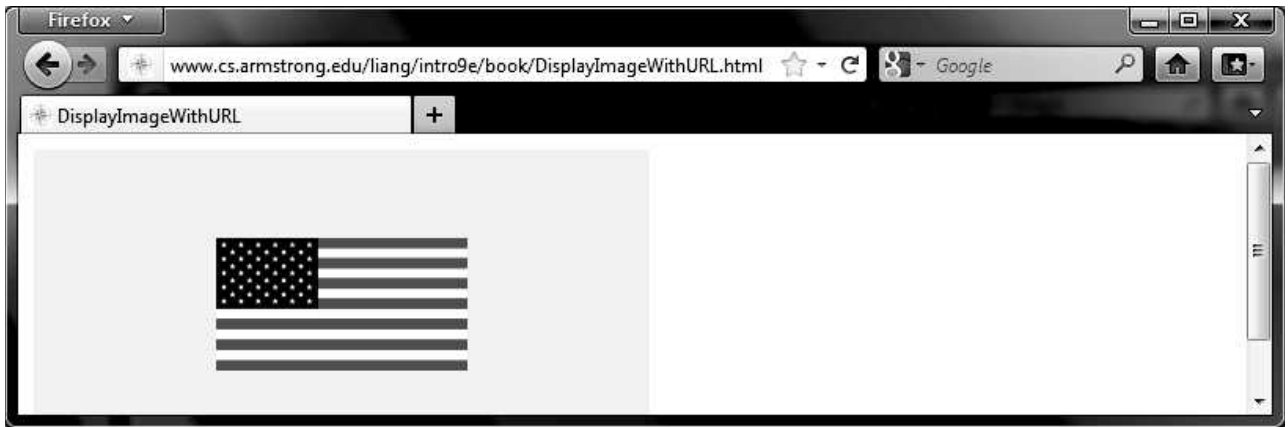 Firefox
www.cs.armstrong.edu/liang/intro9e/book/DisplayImageWithURL.html
Google
DisplayImageWithURL